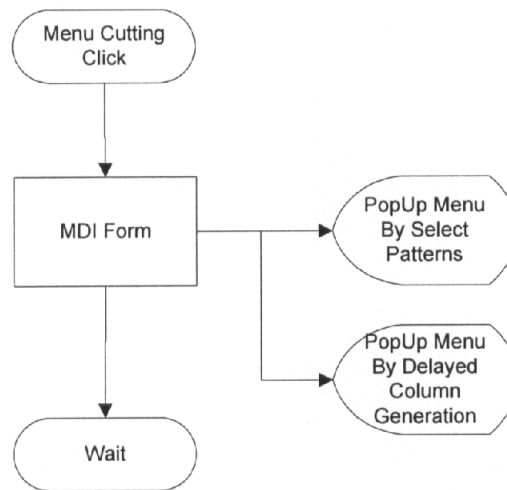 Menu Cutting
Click
MDI Form
PopUp Menu
By Select
Patterns
PopUp Menu
By Delayed
Column
Generation
Wait